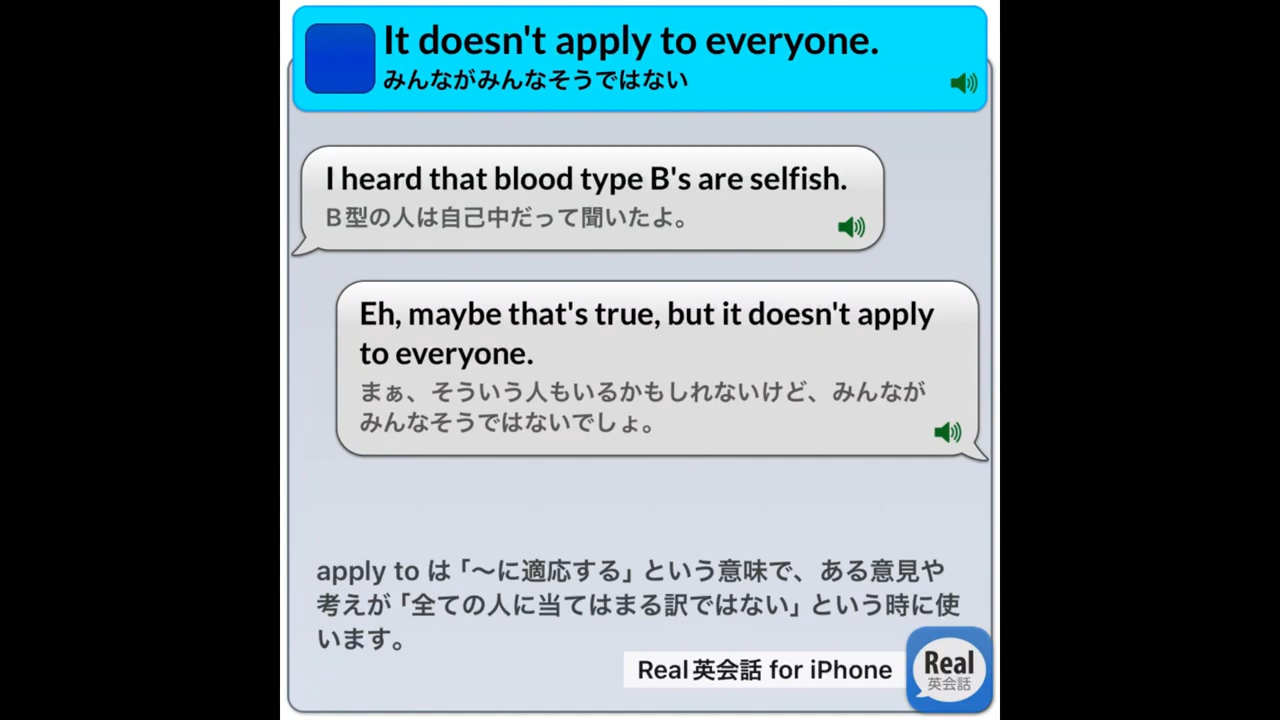 It doesn't apply to everyone.
みんながみんなそうではない
I heard that blood type B's are selfish.
Ｂ型の人は自己中だって聞いたよ。
Eh, maybe that's true, but it doesn't apply
to everyone.
まぁ、そういう人もいるかもしれないけど、みんなが
みんなそうではないでしょ。
apply to は「〜に適応する」という意味で、ある意見や
考えが「全ての人に当てはまる訳ではない」という時に使
います。
Real英会話 for iPhone
Real
英会話